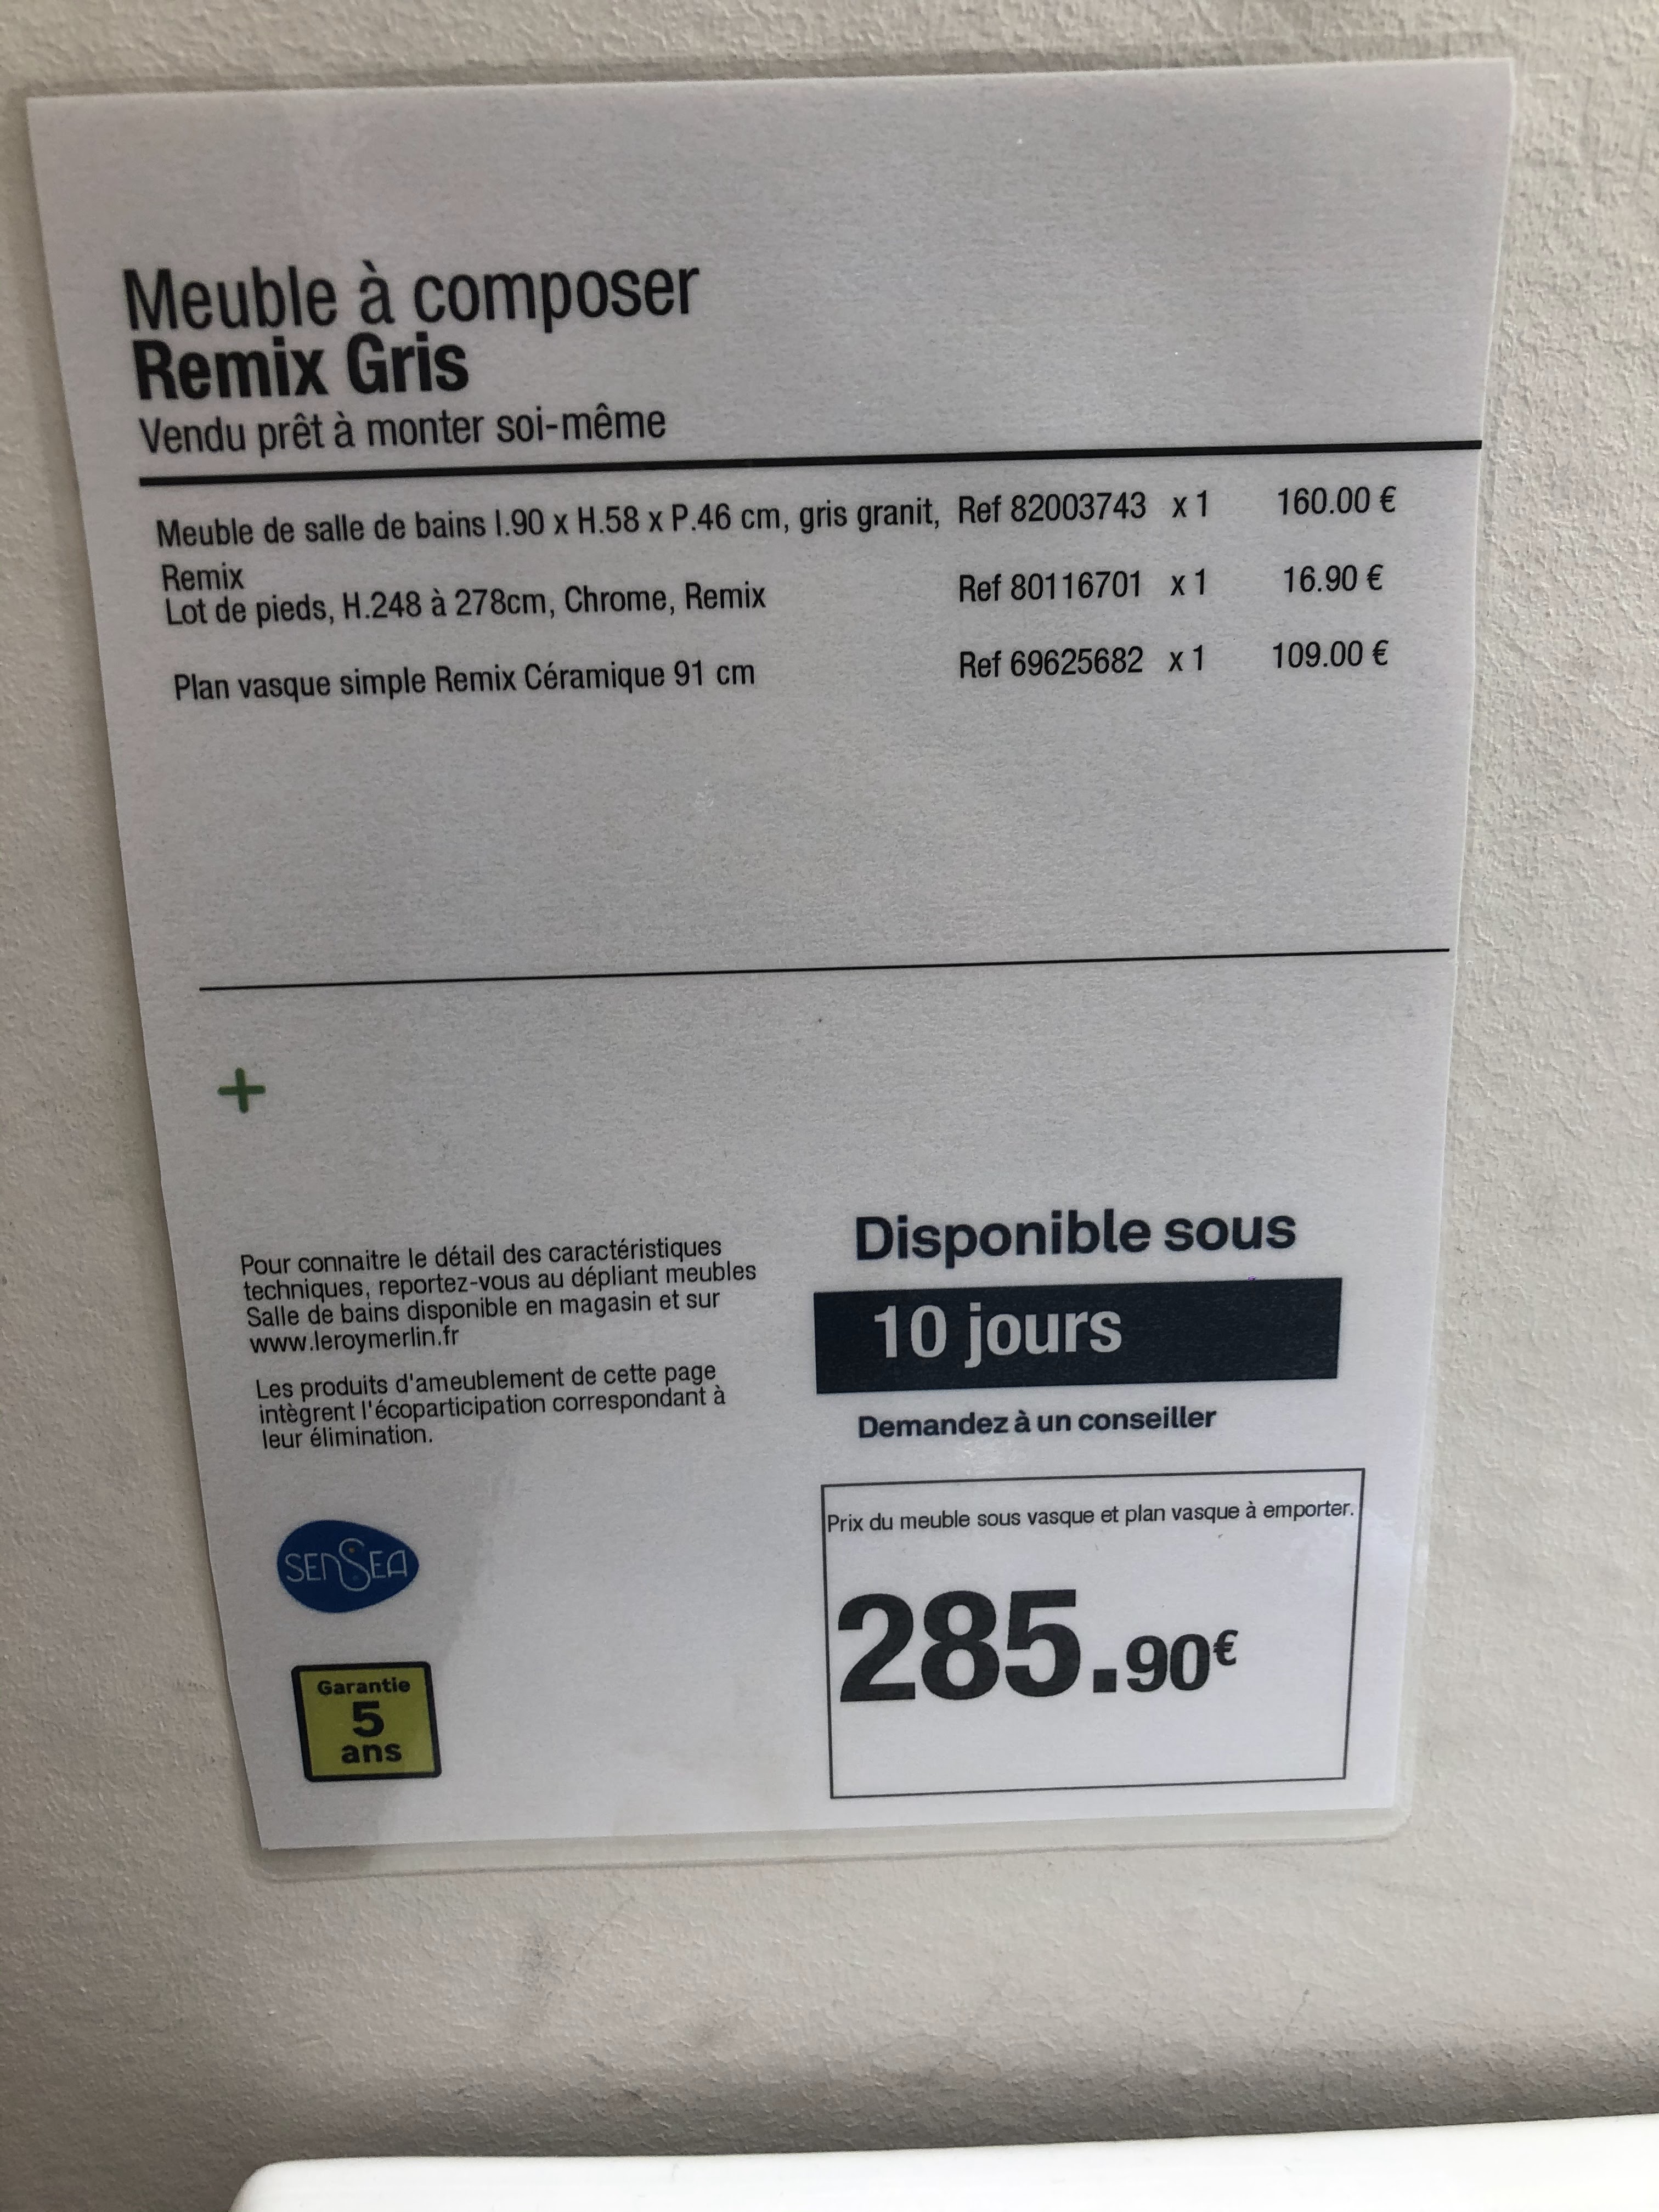 Meuble à composer
Remix Gris
Vendu prêt à monter soi-même
Meuble de salle de bains l.90 x H.58 x P.46 cm, gris granit, Ref 82003743 x 1 160.00 €
Remix
Lot de pieds, H.248 à 278cm, Chrome, Remix Ref 80116701 x 1 16.90 €
Plan vasque simple Remix Céramique 91 cm Ref 69625682 x 1 109.00 €
+
Pour connaitre le détail des caractéristiques
techniques, reportez-vous au dépliant meubles
Salle de bains disponible en magasin et sur
www.leroymerlin.fr
Les produits d'ameublement de cette page
intègrent l'écoparticipation correspondant à
leur élimination.
SENSEA
Garantie
5
ans
Disponible sous
10 jours
Demandez à un conseiller
Prix du meuble sous vasque et plan vasque à emporter.
285.90€